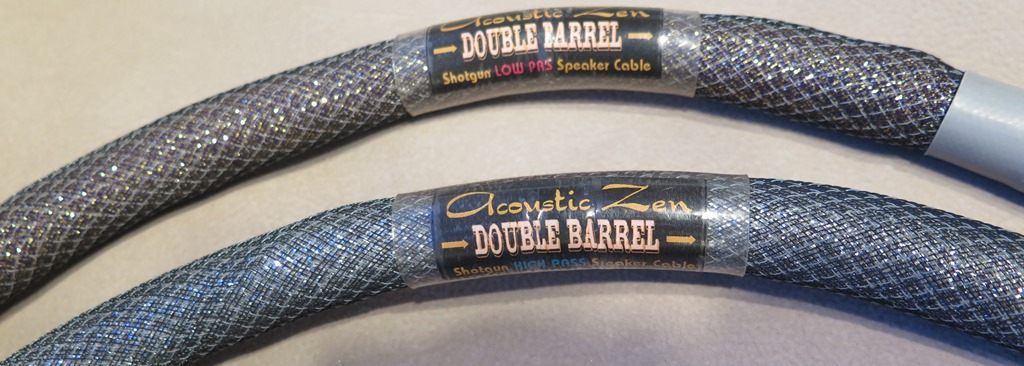 Acoustic Zen
DOUBLE BARREL
Shotgun LOW PAS Speaker Cable
Acoustic Zen
DOUBLE BARREL
Shotgun HIGH PASS Speaker Cable